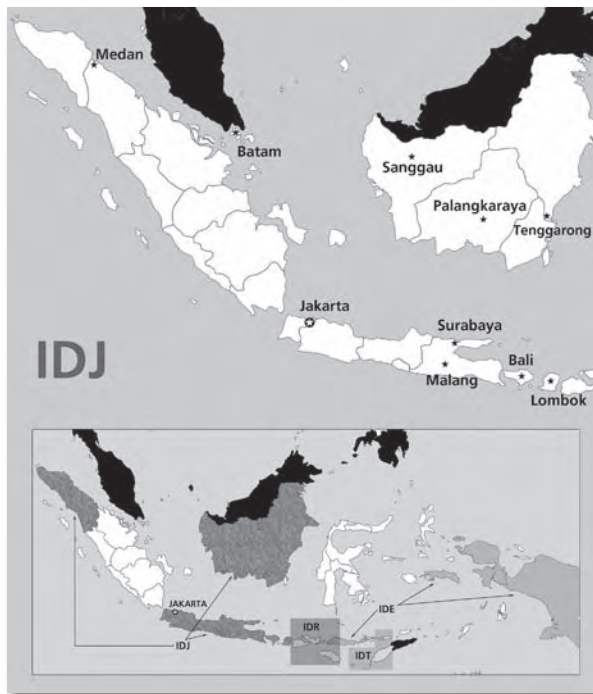 Medan
Batam
Sanggau
Palangkaraya
Tenggarong
Jakarta
Surabaya
IDJ
Bali
Malang
Lombok
JAKARTA
IDE
IDR
IDJ
IDT